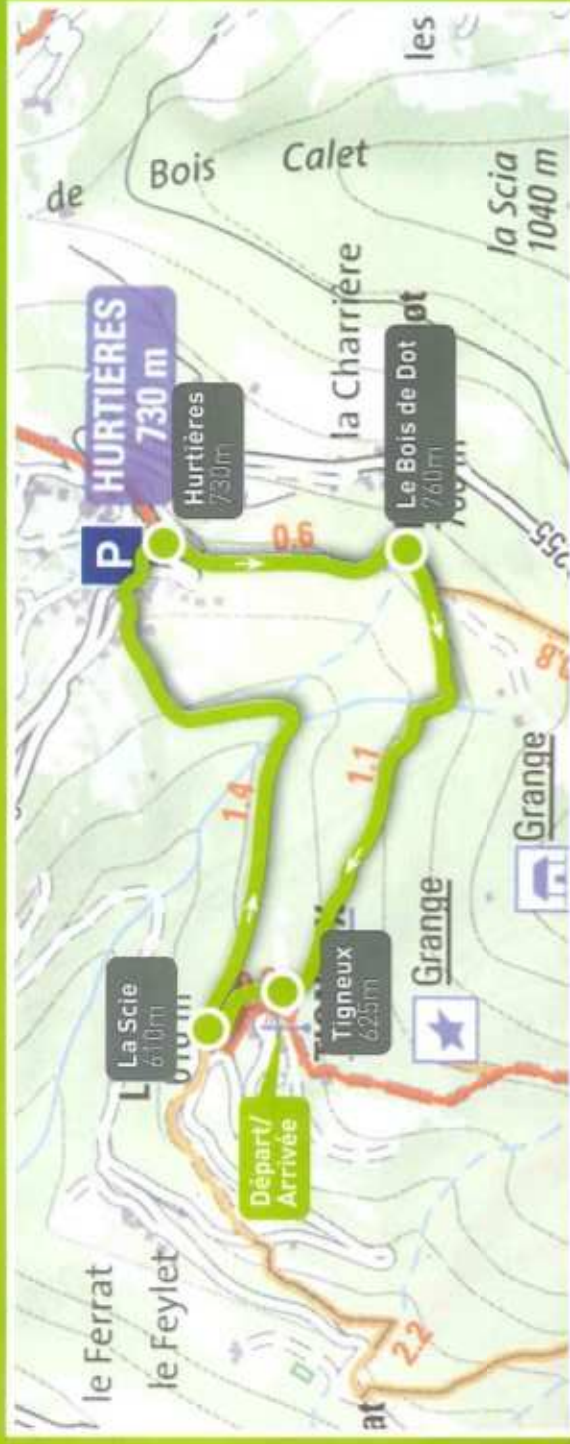 le Ferrat
le Feylet
La Scie
610m
Départ/
Arrivée
Tigneux
625m
2.2
1.4
1.1
Grange
Grange
P
HURTIÈRES
730 m
Hurtières
730m
0.6
Le Bois de Dot
760m
0.8
la Charrière
de
Bois
Calet
la Scia
1040 m
les